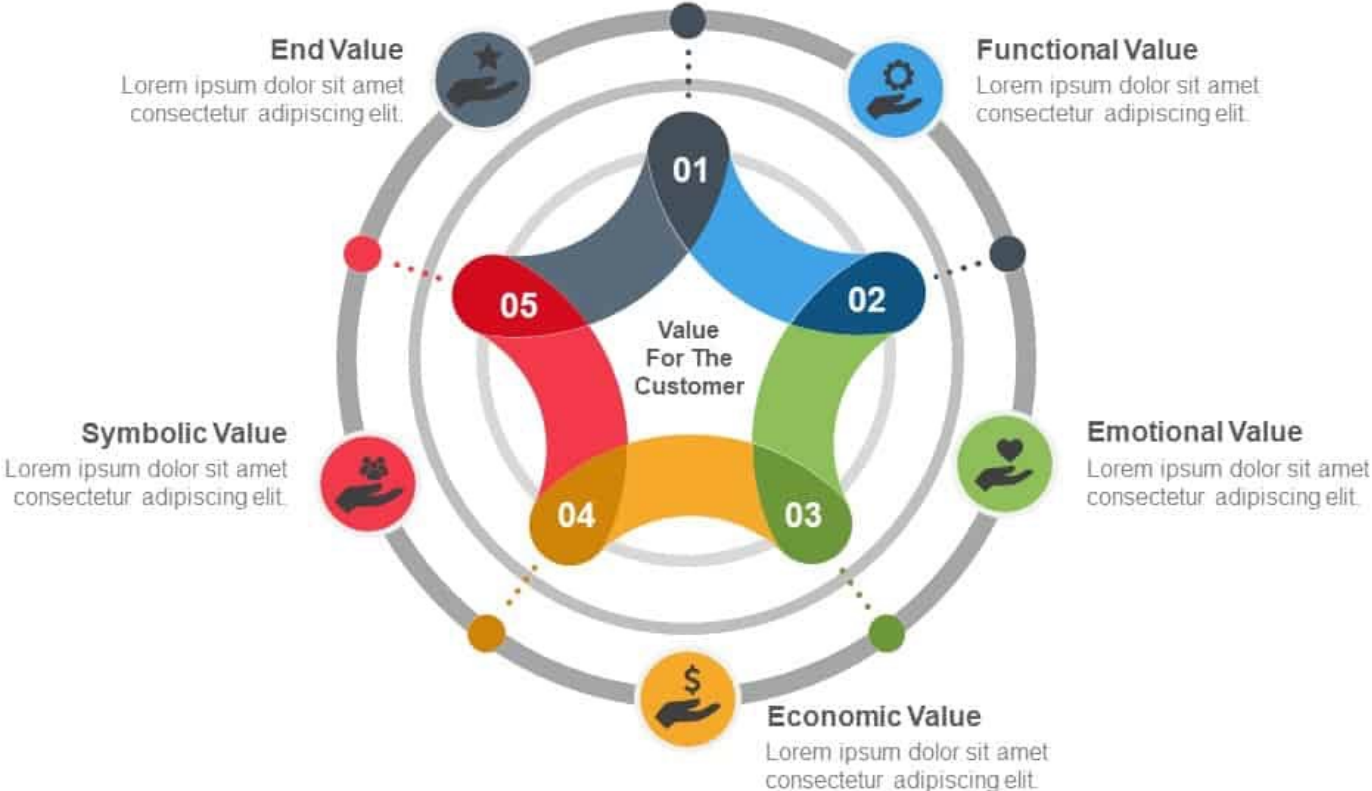 End Value
Lorem ipsum dolor sit amet
consectetur adipiscing elit.
Functional Value
Lorem ipsum dolor sit amet
consectetur adipiscing elit.
01
02
03
04
05
Value
For The
Customer
Symbolic Value
Lorem ipsum dolor sit amet
consectetur adipiscing elit.
Emotional Value
Lorem ipsum dolor sit amet
consectetur adipiscing elit.
$
Economic Value
Lorem ipsum dolor sit amet
consectetur adipiscing elit.